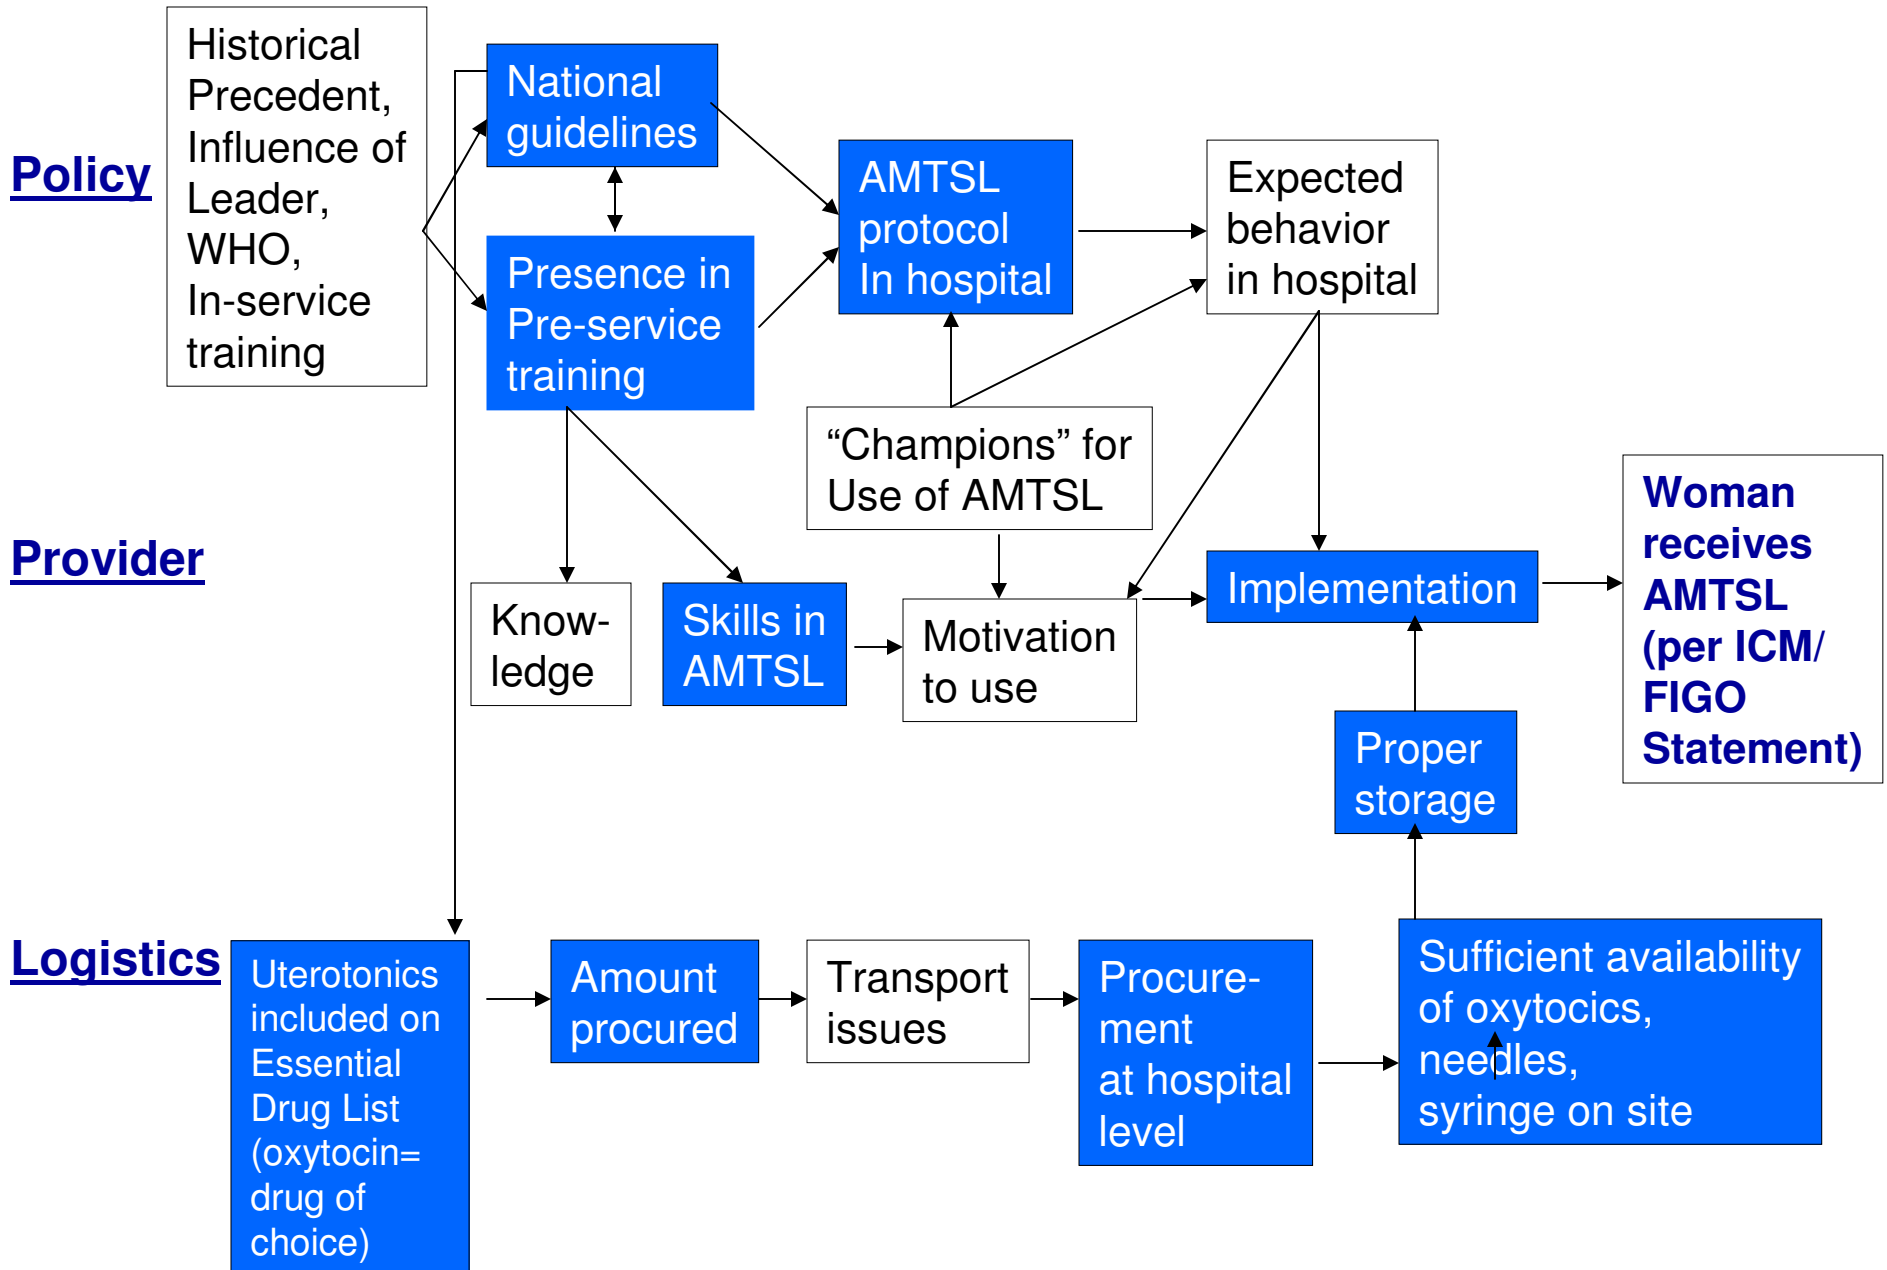 Policy
Historical
Precedent,
Influence of
Leader,
WHO,
In-service
training
National
guidelines
Presence in
Pre-service
training
AMTSL
protocol
In hospital
Expected
behavior
in hospital
“Champions” for
Use of AMTSL
Provider
Know-
ledge
Skills in
AMTSL
Motivation
to use
Implementation
Woman
receives
AMTSL
(per ICM/
FIGO
Statement)
Proper
storage
Logistics
Uterotonics
included on
Essential
Drug List
(oxytocin=
drug of
choice)
Amount
procured
Transport
issues
Procure-
ment
at hospital
level
Sufficient availability
of oxytocics,
needles,
syringe on site